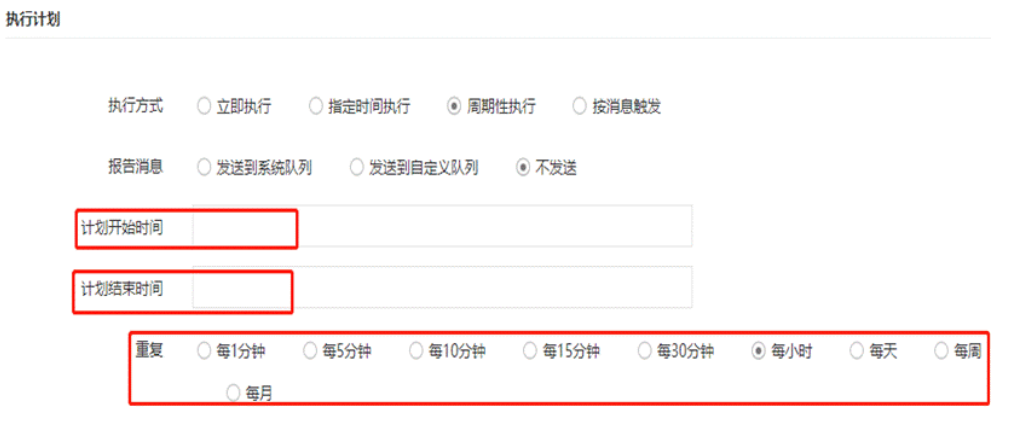 执行计划
执行方式 立即执行 指定时间执行 周期性执行 按消息触发
报告消息 发送到系统队列 发送到自定义队列 不发送
计划开始时间
计划结束时间
重复 每1分钟 每5分钟 每10分钟 每15分钟 每30分钟 每小时 每天 每周
每月